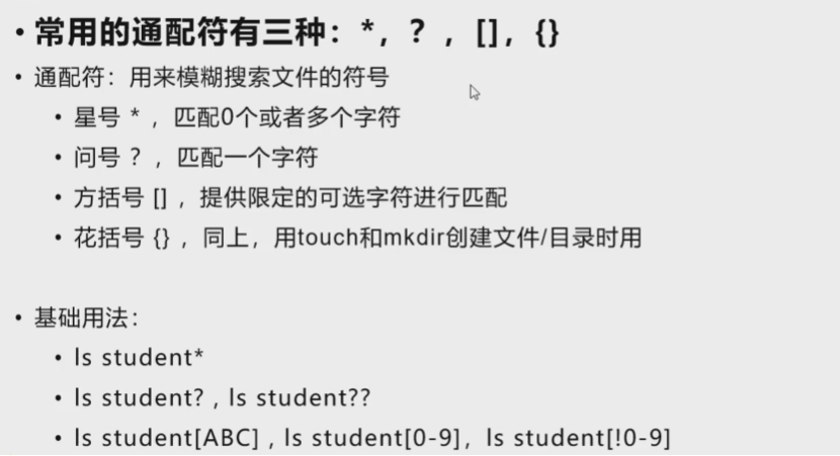 • 常用的通配符有三种：*，？，[]，{}
• 通配符：用来模糊搜索文件的符号
• 星号 * ，匹配0个或者多个字符
• 问号 ？，匹配一个字符
• 方括号 [] ，提供限定的可选字符进行匹配
• 花括号 {} ，同上，用touch和mkdir创建文件/目录时用
• 基础用法：
• ls student*
• ls student? , ls student??
• ls student[ABC] , ls student[0-9]，ls student[!0-9]